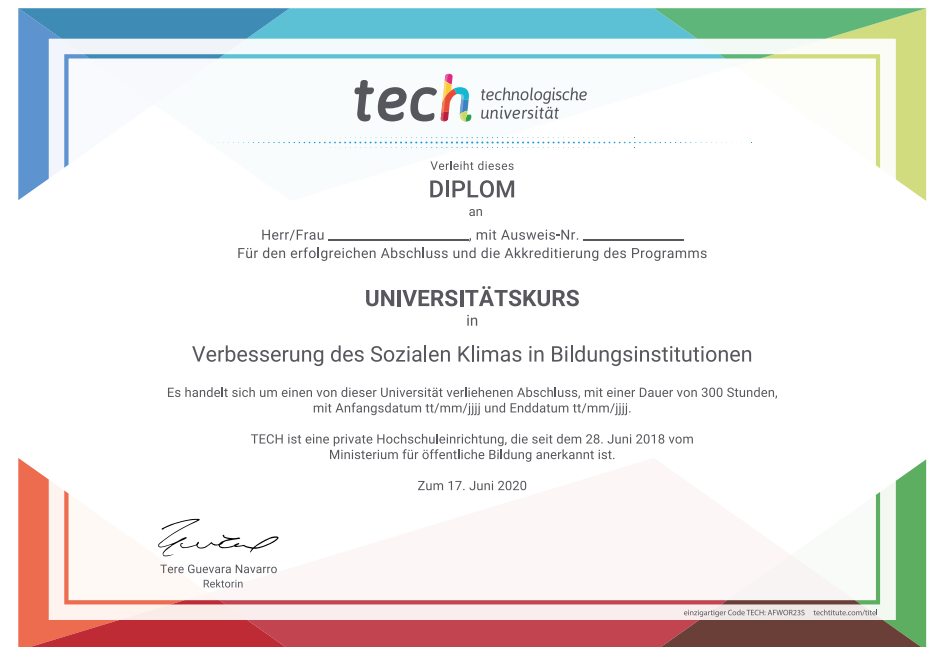 tech technologische
universität
Verleiht dieses
DIPLOM
an
Herr/Frau ____________________, mit Ausweis-Nr. ______________
Für den erfolgreichen Abschluss und die Akkreditierung des Programms
UNIVERSITÄTSKURS
in
Verbesserung des Sozialen Klimas in Bildungsinstitutionen
Es handelt sich um einen von dieser Universität verliehenen Abschluss, mit einer Dauer von 300 Stunden,
mit Anfangsdatum tt/mm/jjjj und Enddatum tt/mm/jjjj.
TECH ist eine private Hochschuleinrichtung, die seit dem 28. Juni 2018 vom
Ministerium für öffentliche Bildung anerkannt ist.
Zum 17. Juni 2020
Tere Guevara Navarro
Rektorin
einzigartiger Code TECH: AFWOR23S techtitute.com/titel